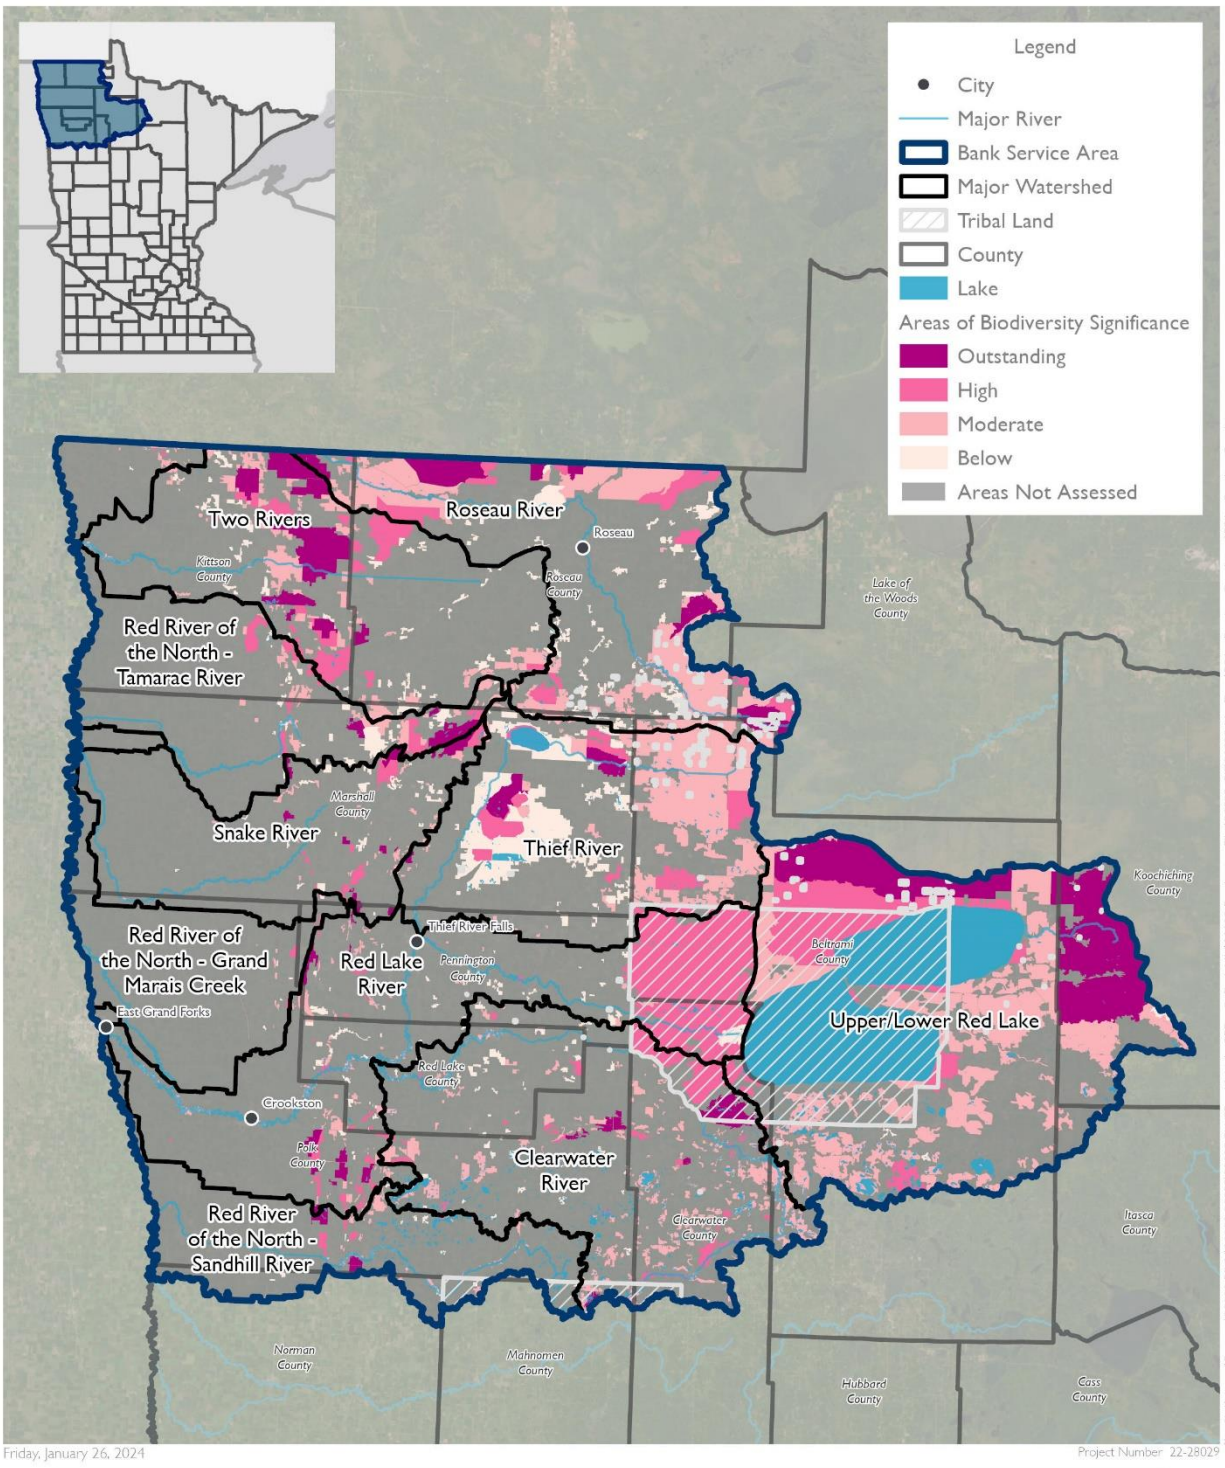 Legend
City
Major River
Bank Service Area
Major Watershed
Tribal Land
County
Lake
Areas of Biodiversity Significance
Outstanding
High
Moderate
Below
Areas Not Assessed
Two Rivers
Roseau River
Roseau
Kittson
County
Roseau
County
Lake of
the Woods
County
Red River of
the North -
Tamarac River
Marshall
County
Snake River
Thief River
Koochiching
County
Thief River Falls
Red River of
the North - Grand
Marais Creek
Red Lake
River
Pennington
County
Beltrami
County
East Grand Forks
Upper/Lower Red Lake
Red Lake
County
Crookston
Polk
County
Clearwater
River
Red River
of the North -
Sandhill River
Clearwater
County
Itasca
County
Norman
County
Mahnomen
County
Hubbard
County
Cass
County
Friday, January 26, 2024
Project Number 22-28029